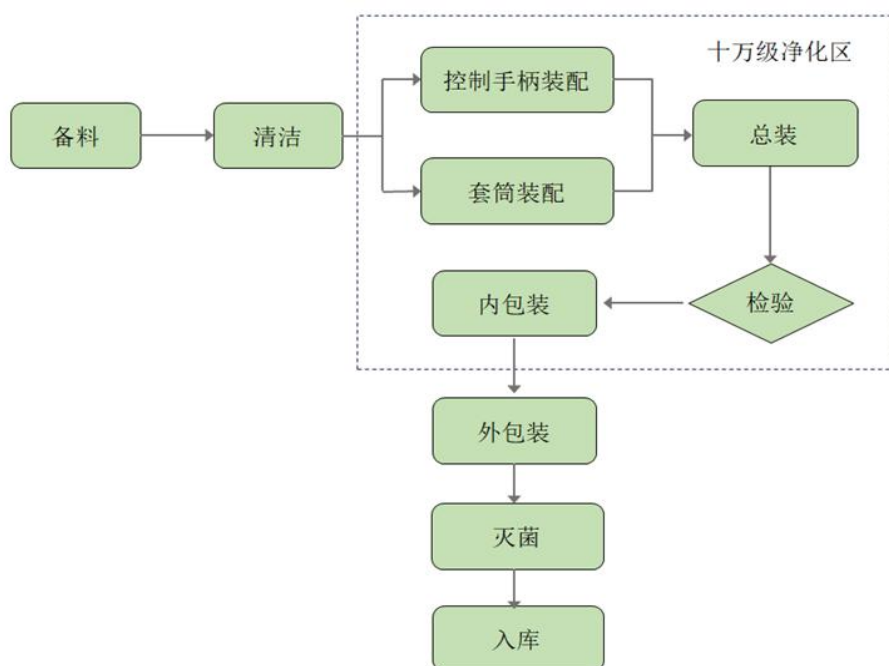 十万级净化区
备料
清洁
控制手柄装配
套筒装配
总装
检验
内包装
外包装
灭菌
入库